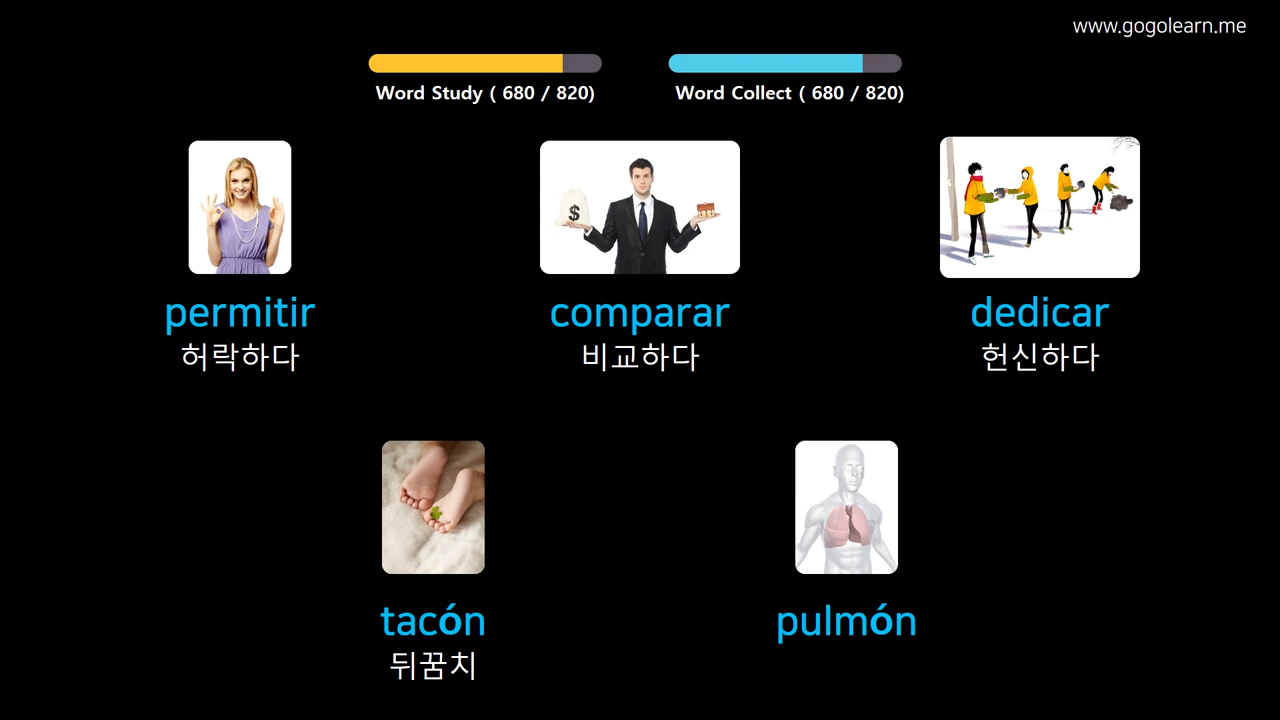 www.gogolearn.me
Word Study ( 680 / 820)
Word Collect ( 680 / 820)
permitir
허락하다
comparar
비교하다
dedicar
헌신하다
$
tacón
뒤꿈치
pulmón